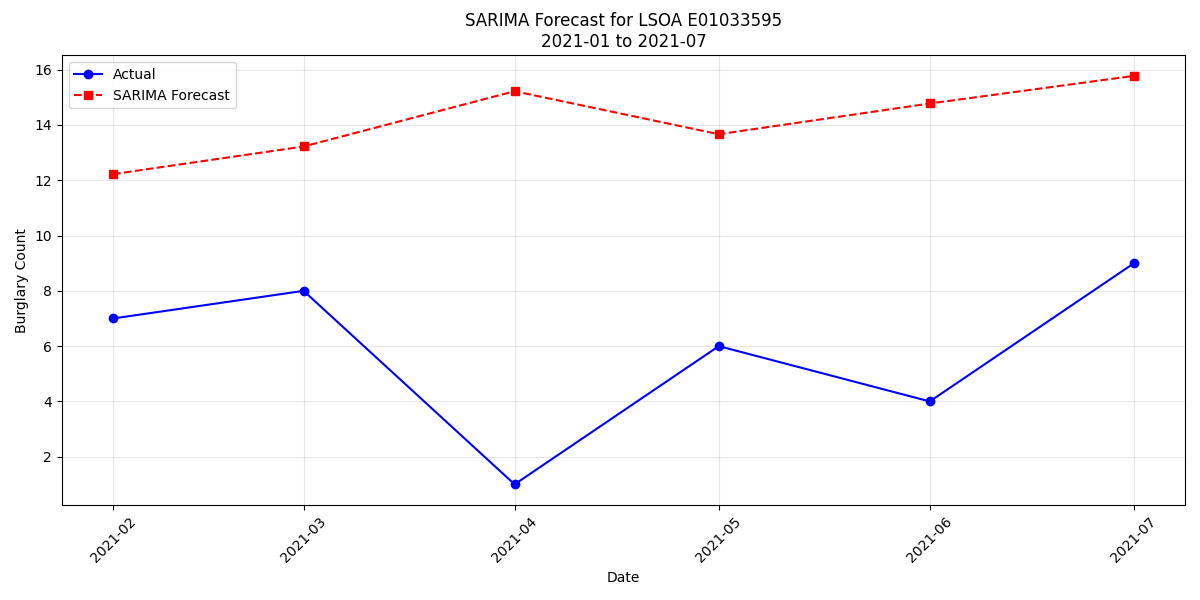 SARIMA Forecast for LSOA E01033595
2021-01 to 2021-07
Actual
SARIMA Forecast
Burglary Count
16
14
12
10
8
6
4
2
2021-02
2021-03
2021-04
2021-05
2021-06
2021-07
Date